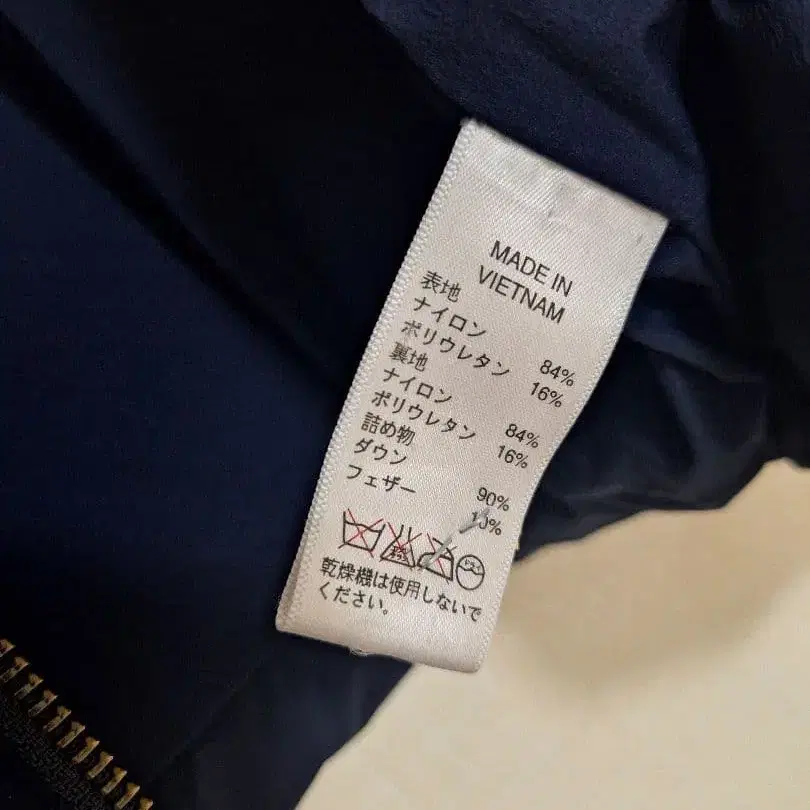 MADE IN
VIETNAM
表地
ナイロン 84%
ポリウレタン 16%
裏地
ナイロン 84%
ポリウレタン 16%
詰め物
ダウン 90%
フェザー 10%
乾燥機は使用しないで
ください。